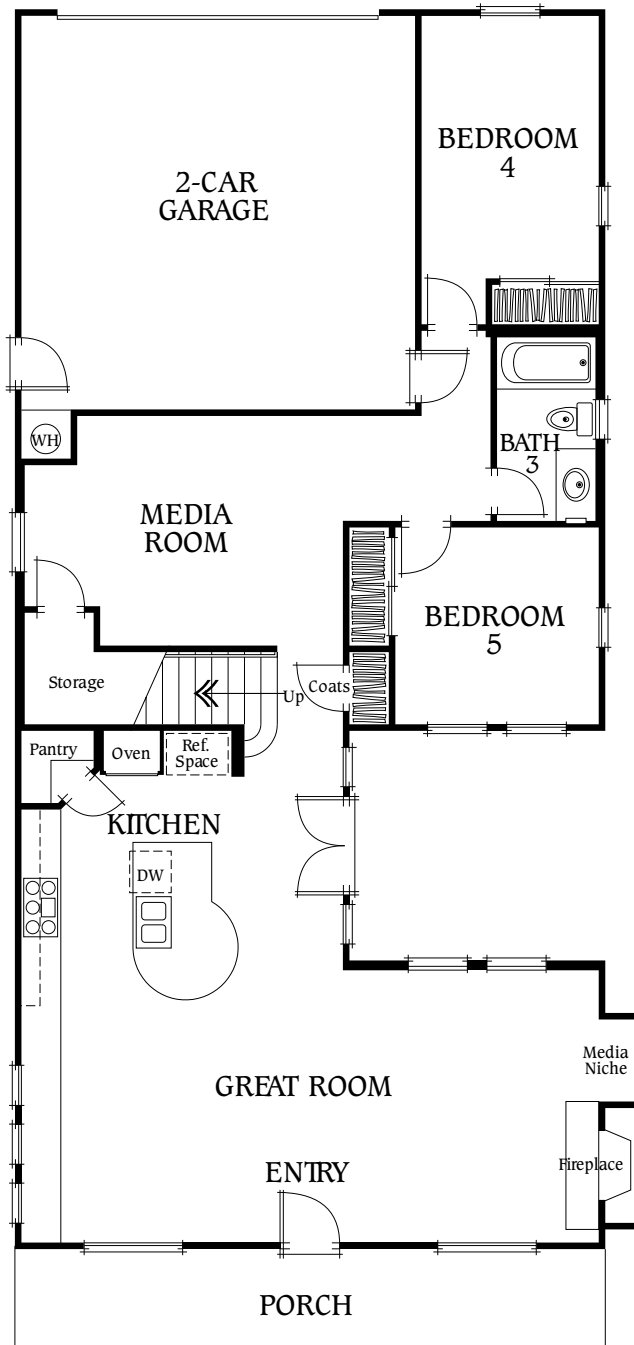 BEDROOM
4
2-CAR
GARAGE
WH
BATH
3
MEDIA
ROOM
BEDROOM
5
Storage
Up
Coats
Pantry
Oven
Ref.
Space
KITCHEN
DW
Media
Niche
GREAT ROOM
Fireplace
ENTRY
PORCH